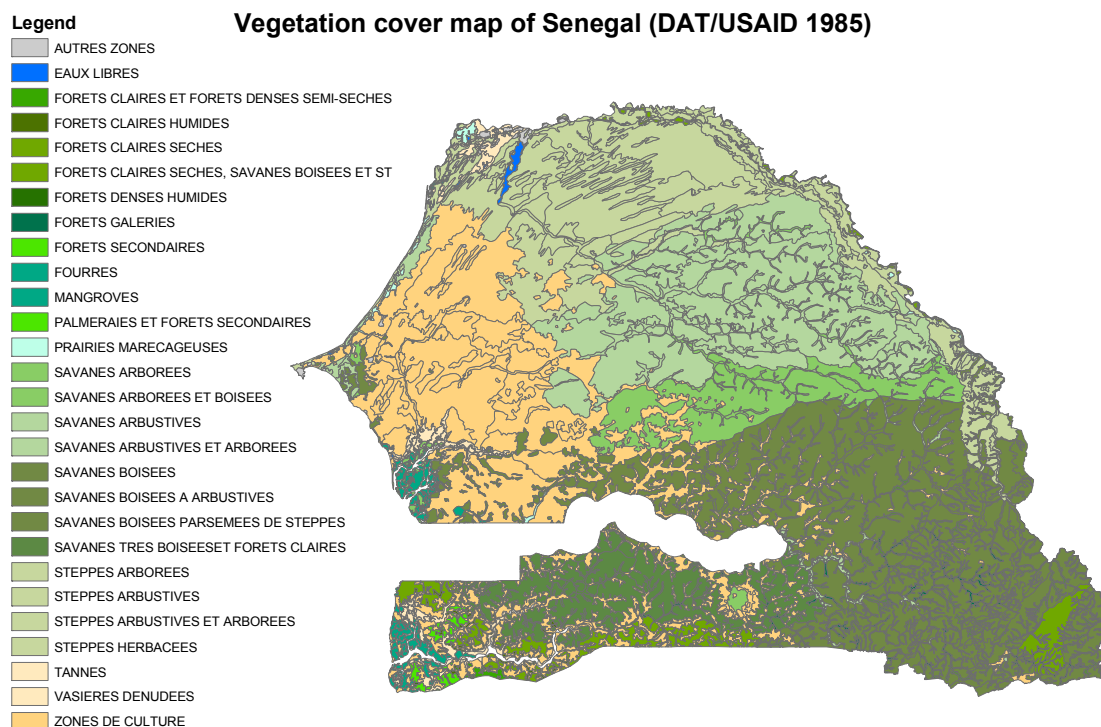 Legend
Vegetation cover map of Senegal (DAT/USAID 1985)
AUTRES ZONES
EAUX LIBRES
FORETS CLAIRES ET FORETS DENSES SEMI-SECHES
FORETS CLAIRES HUMIDES
FORETS CLAIRES SECHES
FORETS CLAIRES SECHES, SAVANES BOISEES ET ST
FORETS DENSES HUMIDES
FORETS GALERIES
FORETS SECONDAIRES
FOURRES
MANGROVES
PALMERAIES ET FORETS SECONDAIRES
PRAIRIES MARECAGEUSES
SAVANES ARBOREES
SAVANES ARBOREES ET BOISEES
SAVANES ARBUSTIVES
SAVANES ARBUSTIVES ET ARBOREES
SAVANES BOISEES
SAVANES BOISEES A ARBUSTIVES
SAVANES BOISEES PARSEMEES DE STEPPES
SAVANES TRES BOISEESET FORETS CLAIRES
STEPPES ARBOREES
STEPPES ARBUSTIVES
STEPPES ARBUSTIVES ET ARBOREES
STEPPES HERBACEES
TANNES
VASIERES DENUDEES
ZONES DE CULTURE